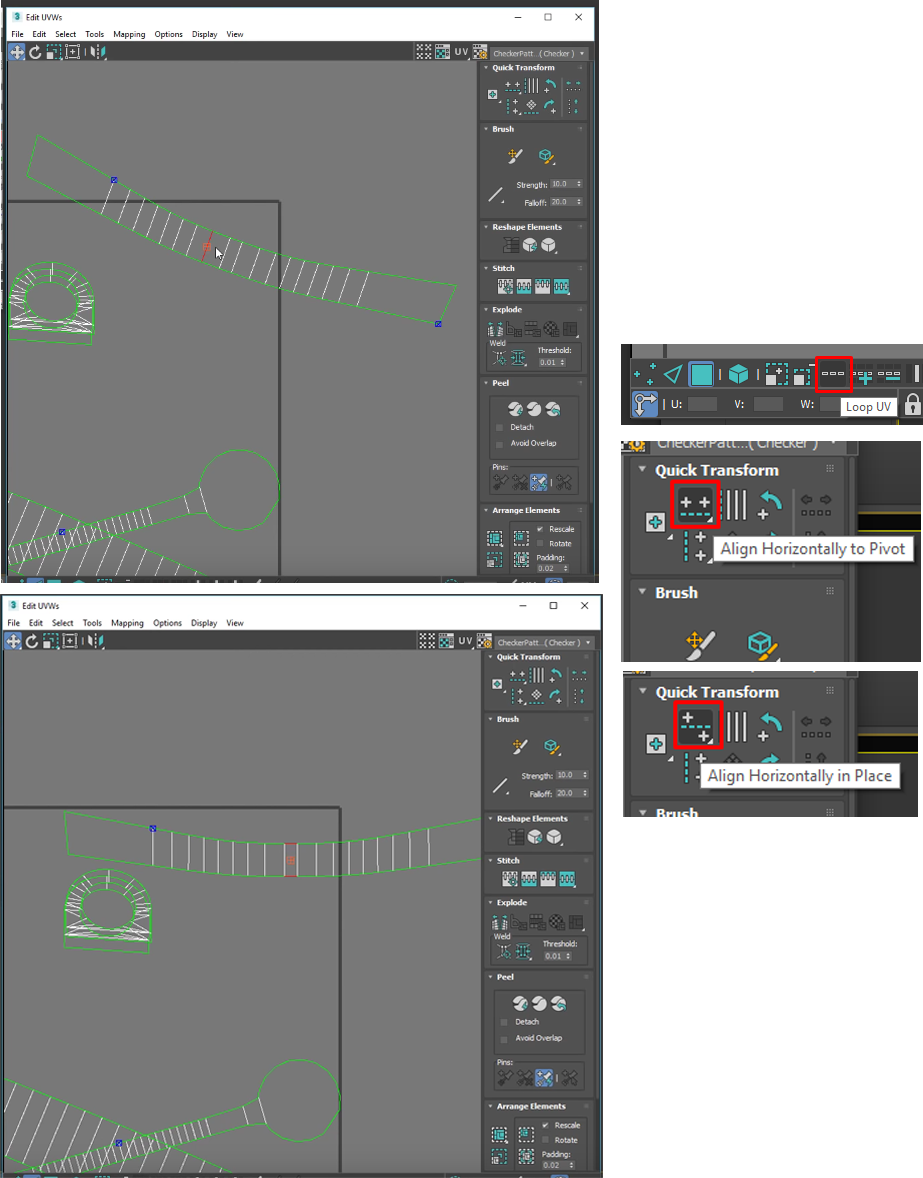 3 Edit UVWs
File Edit Select Tools Mapping Options Display View
UV CheckerPatt...( Checker )
Quick Transform
Brush
Strength: 10.0
Falloff: 20.0
Reshape Elements
Stitch
Explode
Weld
Threshold:
0.01
Peel
Detach
Avoid Overlap
Pins:
Arrange Elements
Rescale
Rotate
Padding:
0.02
U: V: W:
Loop UV
CheckerPatt...( Checker )
Quick Transform
Align Horizontally to Pivot
Brush
Quick Transform
Align Horizontally in Place
Brush
3 Edit UVWs
File Edit Select Tools Mapping Options Display View
UV CheckerPatt...( Checker )
Quick Transform
Brush
Strength: 10.0
Falloff: 20.0
Reshape Elements
Stitch
Explode
Weld
Threshold:
0.01
Peel
Detach
Avoid Overlap
Pins:
Arrange Elements
Rescale
Rotate
Padding:
0.02